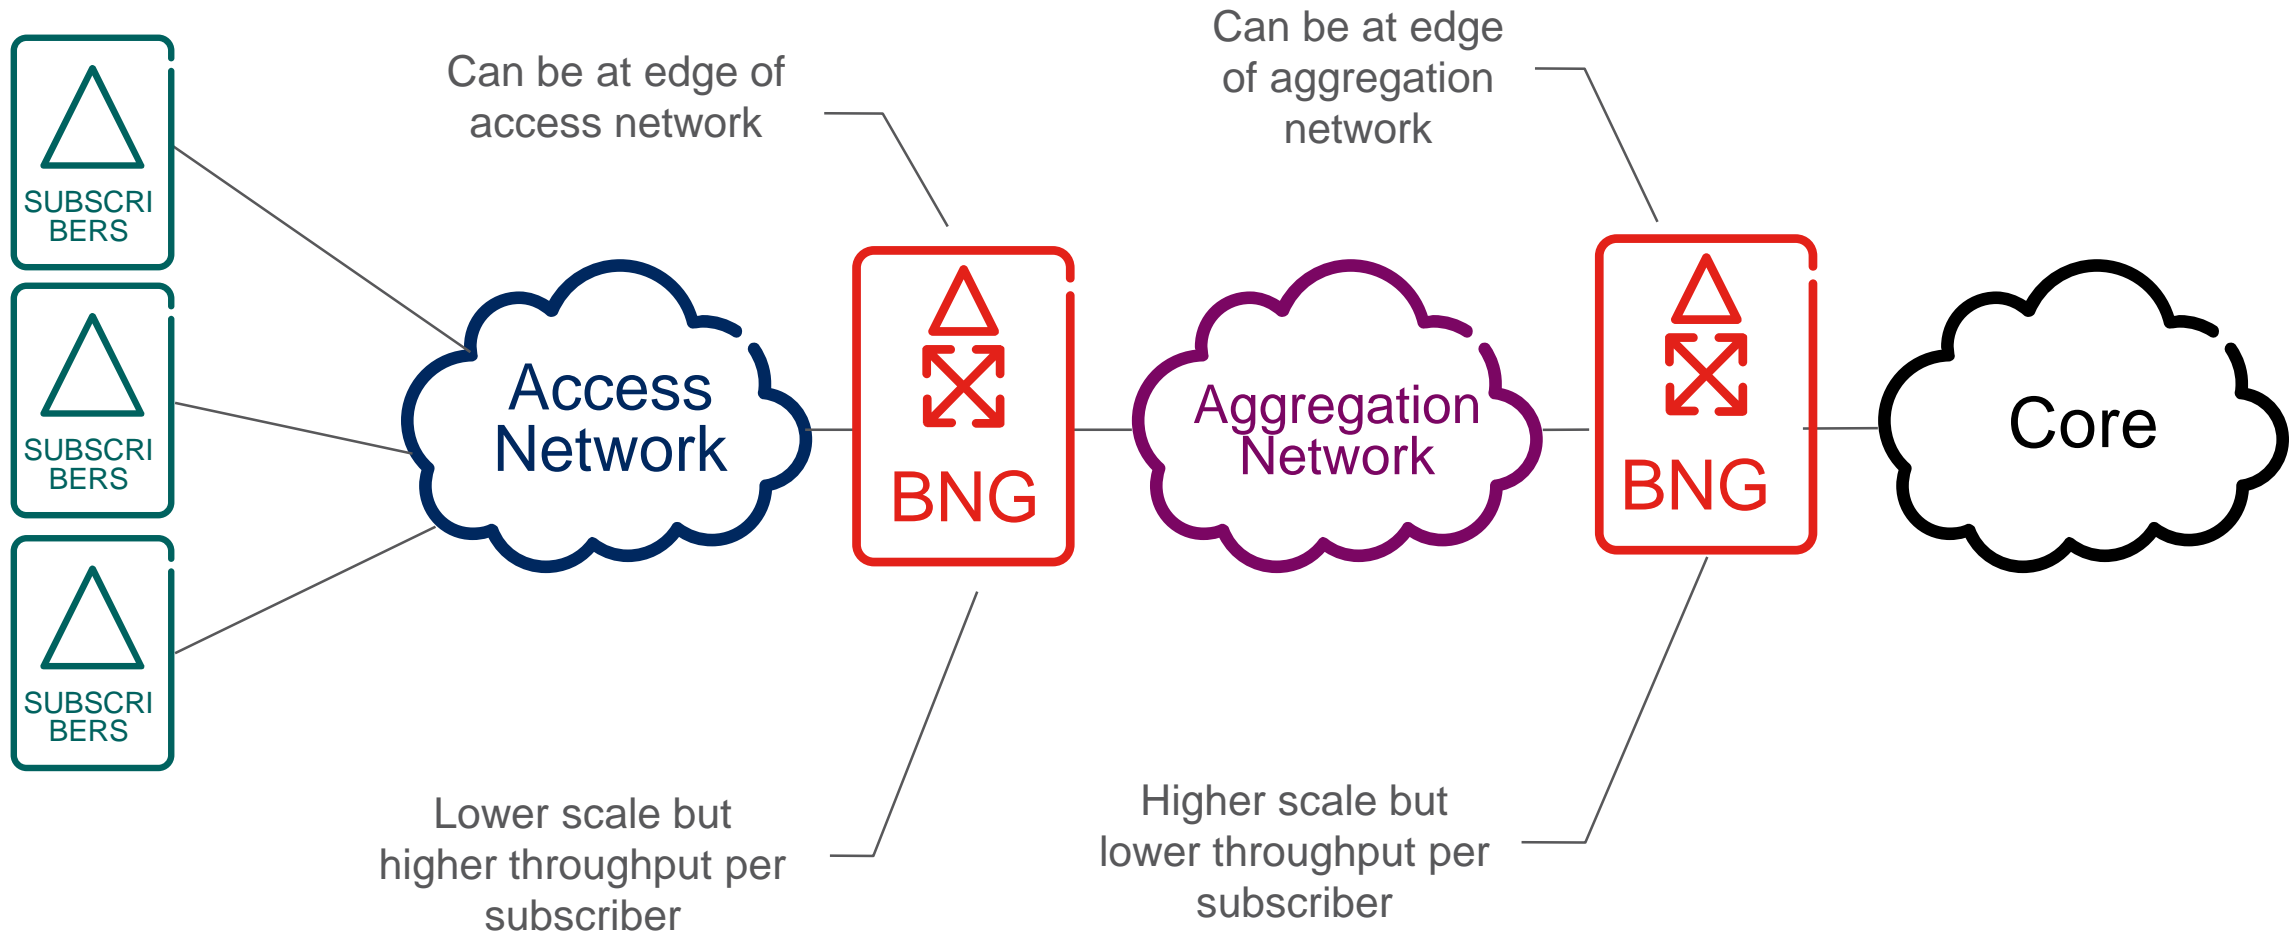 SUBSCRI
BERS
SUBSCRI
BERS
SUBSCRI
BERS
Can be at edge of
access network
Access
Network
BNG
Lower scale but
higher throughput per
subscriber
Aggregation
Network
Can be at edge
of aggregation
network
BNG
Higher scale but
lower throughput per
subscriber
Core